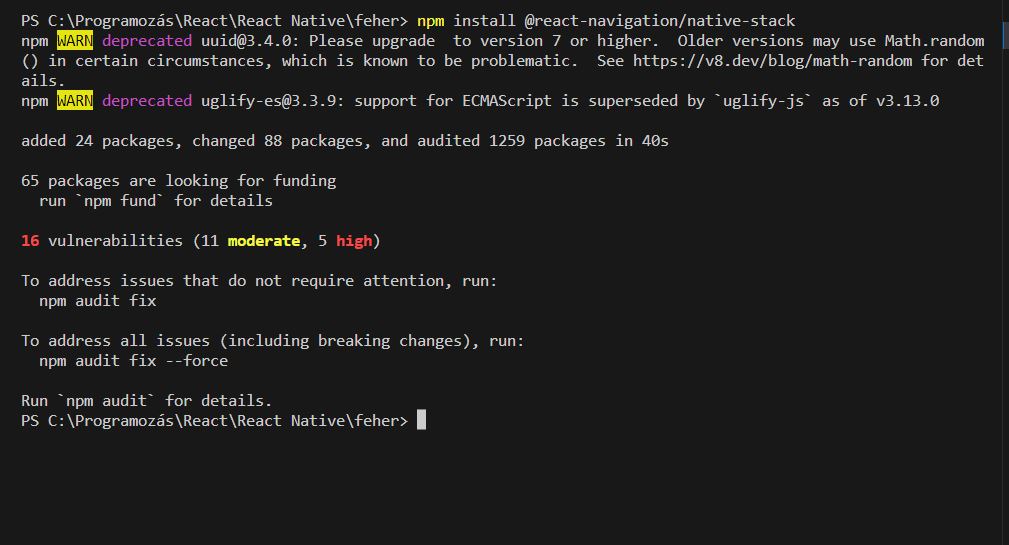 PS C:\Programozás\React\React Native\feher> npm install @react-navigation/native-stack
npm WARN deprecated uuid@3.4.0: Please upgrade  to version 7 or higher.  Older versions may use Math.random
() in certain circumstances, which is known to be problematic.  See https://v8.dev/blog/math-random for det
ails.
npm WARN deprecated uglify-es@3.3.9: support for ECMAScript is superseded by `uglify-js` as of v3.13.0
added 24 packages, changed 88 packages, and audited 1259 packages in 40s
65 packages are looking for funding
  run `npm fund` for details
16 vulnerabilities (11 moderate, 5 high)
To address issues that do not require attention, run:
  npm audit fix
To address all issues (including breaking changes), run:
  npm audit fix --force
Run `npm audit` for details.
PS C:\Programozás\React\React Native\feher>